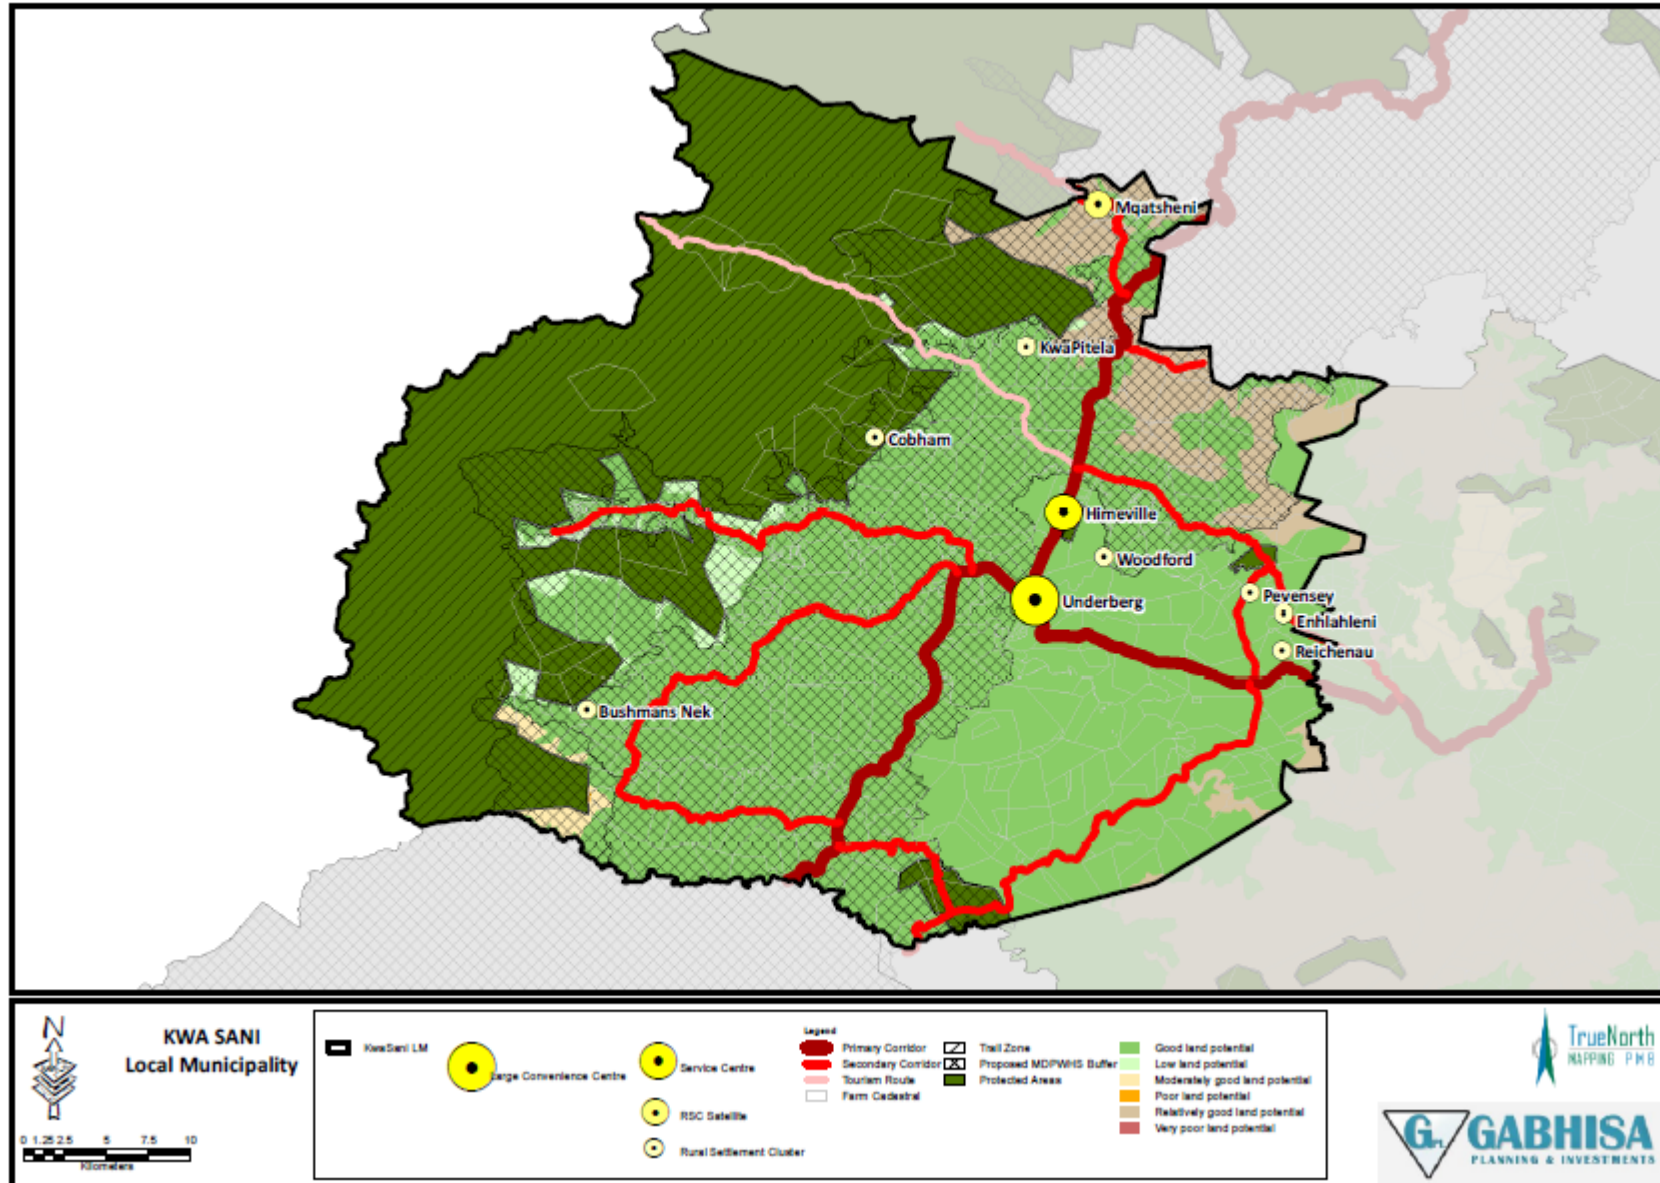 Mqatsheni
KwaPitela
Cobham
Himeville
Woodford
Underberg
Pevensey
Enhlahleni
Reichenau
Bushmans Nek
N
KWA SANI
Local Municipality
0 1.25 2.5 5 7.5 10
Kilometers
KwaSani LM
Large Convenience Centre
Service Centre
RSC Satellite
Rural Settlement Cluster
Legend
Primary Corridor
Secondary Corridor
Tourism Route
Farm Cadastral
Trail Zone
Proposed MDPWHS Buffer
Protected Areas
Good land potential
Low land potential
Moderately good land potential
Poor land potential
Relatively good land potential
Very poor land potential
TrueNorth
MAPPING PMB
GABHISA
PLANNING & INVESTMENTS